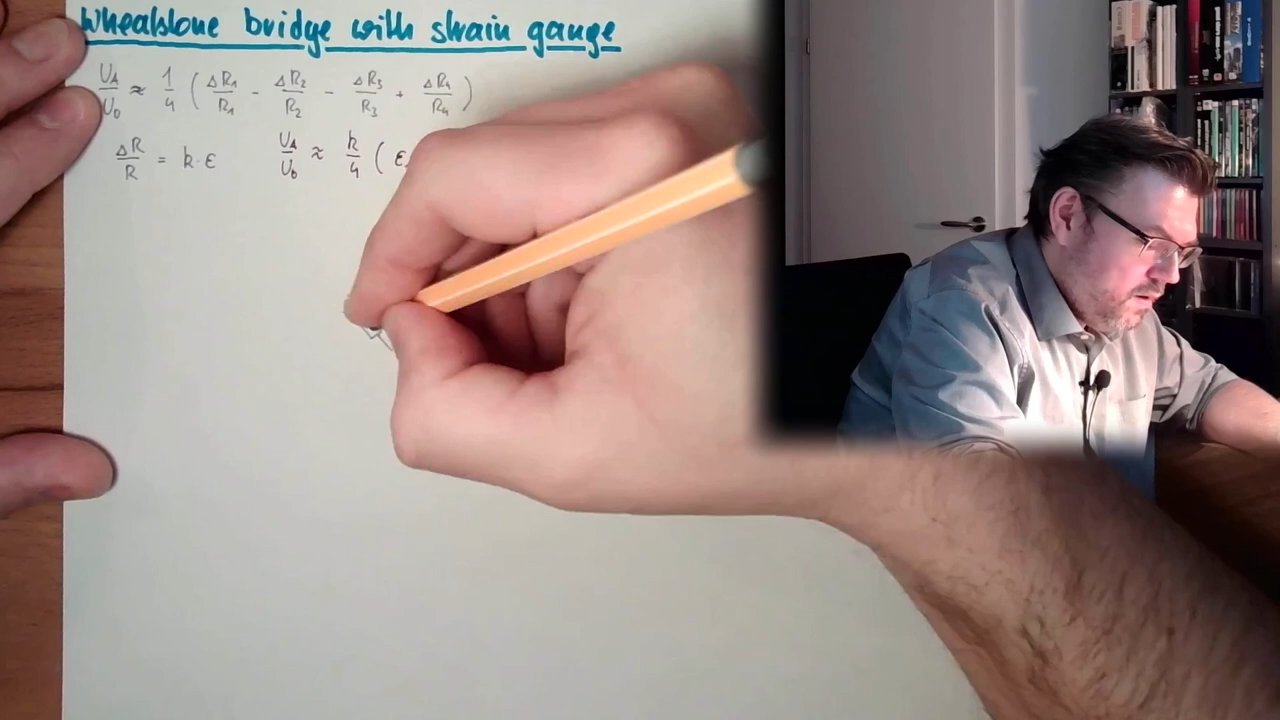 Wheatstone bridge with strain gauge
U_A/U_0 ≈ 1/4 ( ΔR_1/R_1 - ΔR_2/R_2 - ΔR_3/R_3 + ΔR_4/R_4 )
ΔR/R = k·ε U_A/U_0 ≈ k/4 ( ε